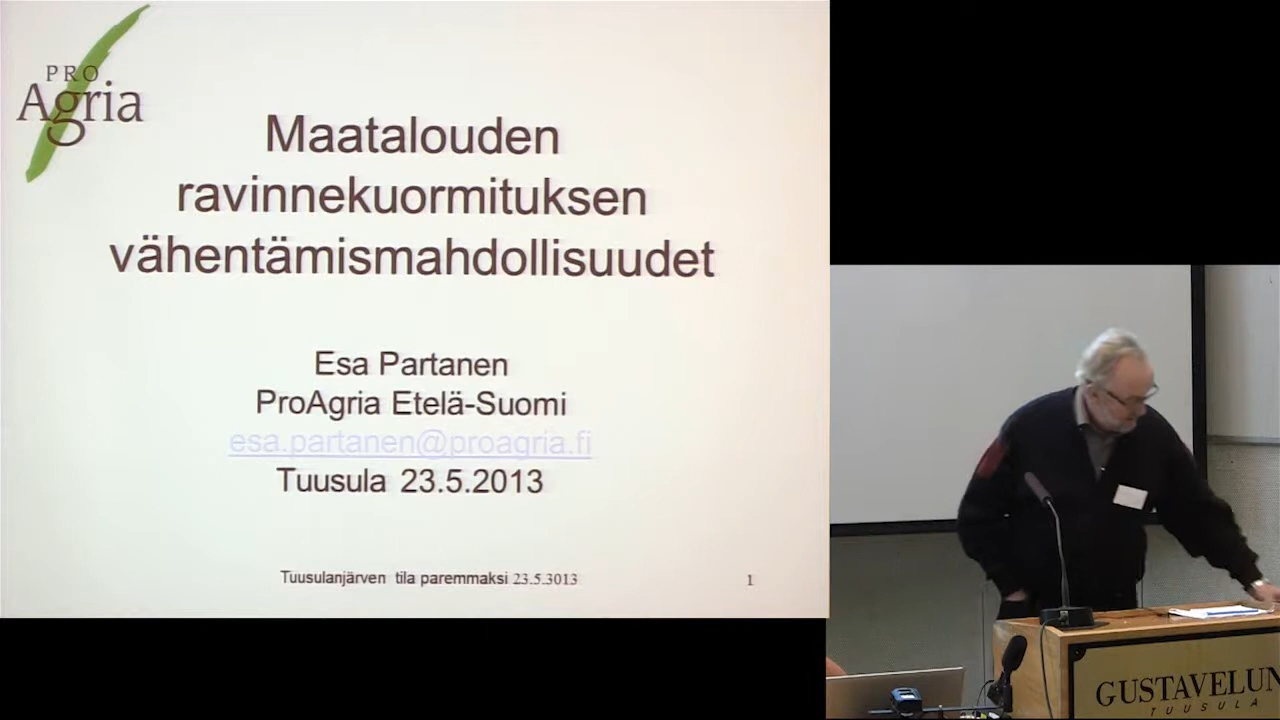 PRO
Agria
Maatalouden
ravinnekuormituksen
vähentämismahdollisuudet
Esa Partanen
ProAgria Etelä-Suomi
esa.partanen@proagria.fi
Tuusula 23.5.2013
Tuusulanjärven tila paremmaksi 23.5.3013
1
GUSTAVELUN
TUUSULA